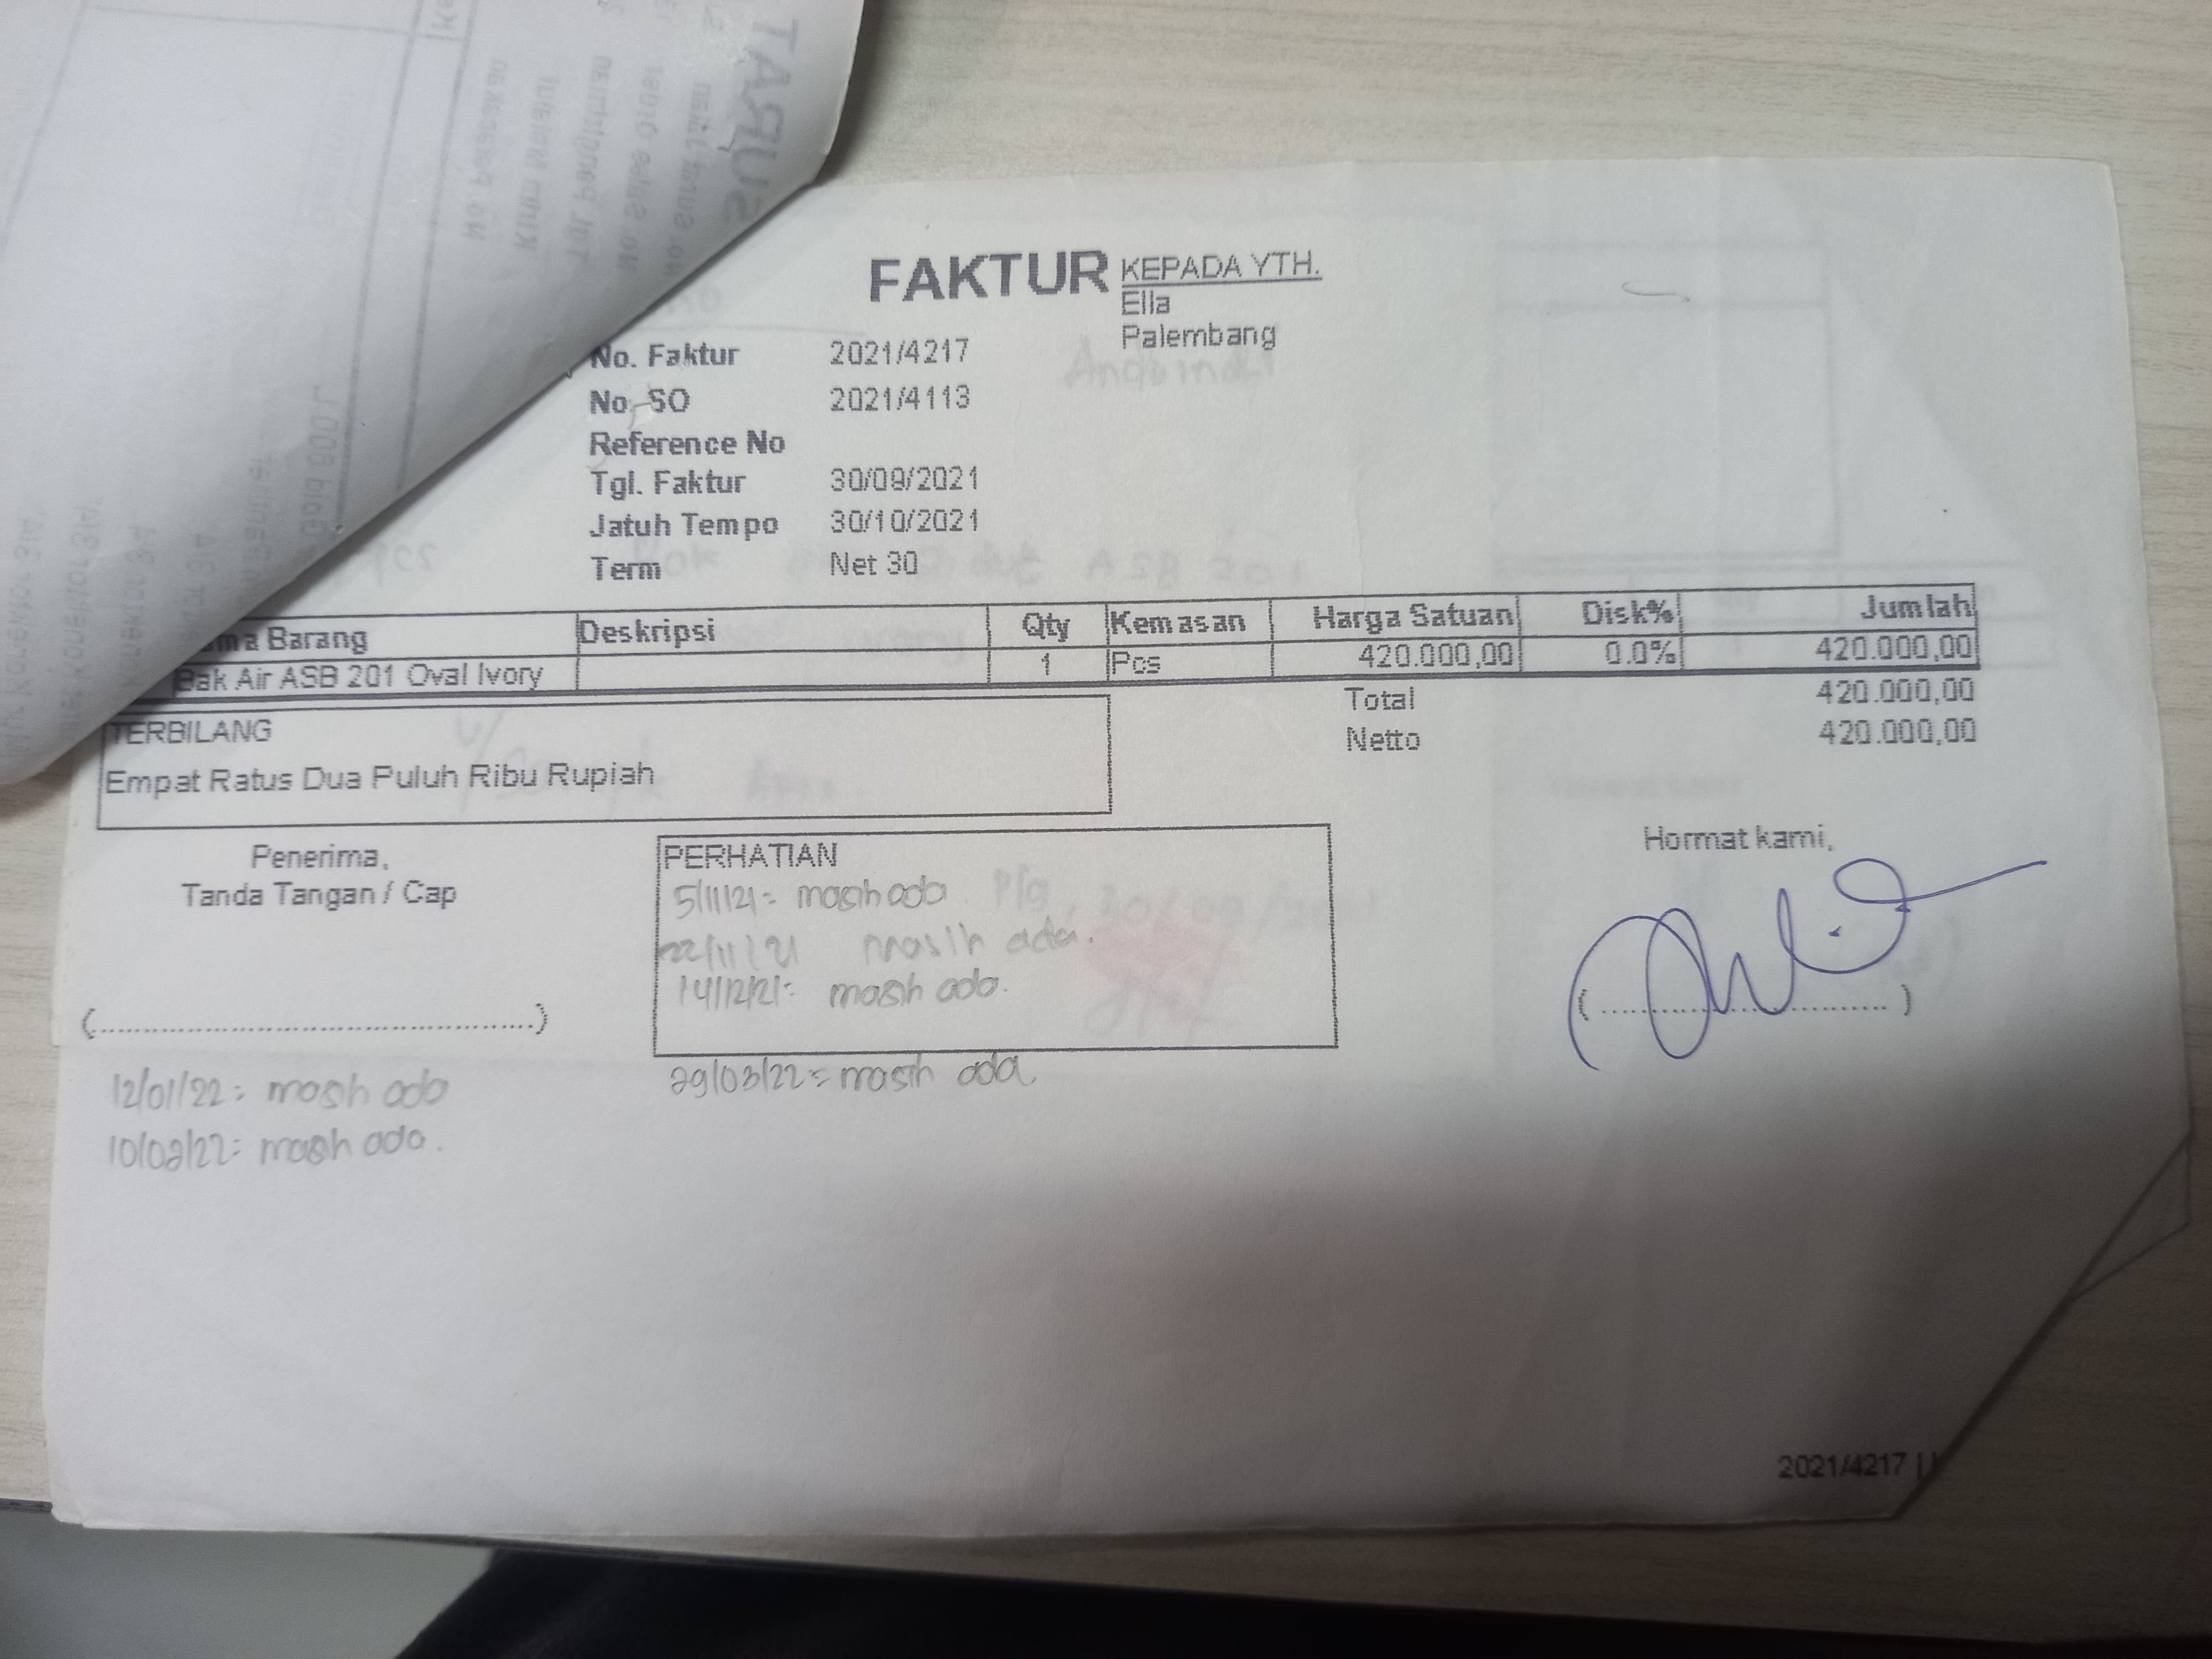 FAKTUR
KEPADA YTH.
Ella
Palembang
No. Faktur 2021/4217
No. SO 2021/4113
Reference No
Tgl. Faktur 30/09/2021
Jatuh Tempo 30/10/2021
Term Net 30
Barang Deskripsi Qty Kemasan Harga Satuan Disk% Jumlah
Bak Air ASB 201 Oval Ivory 1 Pcs 420.000,00 0.0% 420.000,00
Total 420.000,00
Netto 420.000,00
TERBILANG
Empat Ratus Dua Puluh Ribu Rupiah
Penerima,
Tanda Tangan / Cap
(.....................................................)
PERHATIAN
5/11/21= masih ada
22/11/21 masih ada.
14/12/21= masih ada.
29/03/22= masih ada.
12/01/22= masih ada
10/02/22= masih ada.
Hormat kami,
(..................................)
2021/4217 |